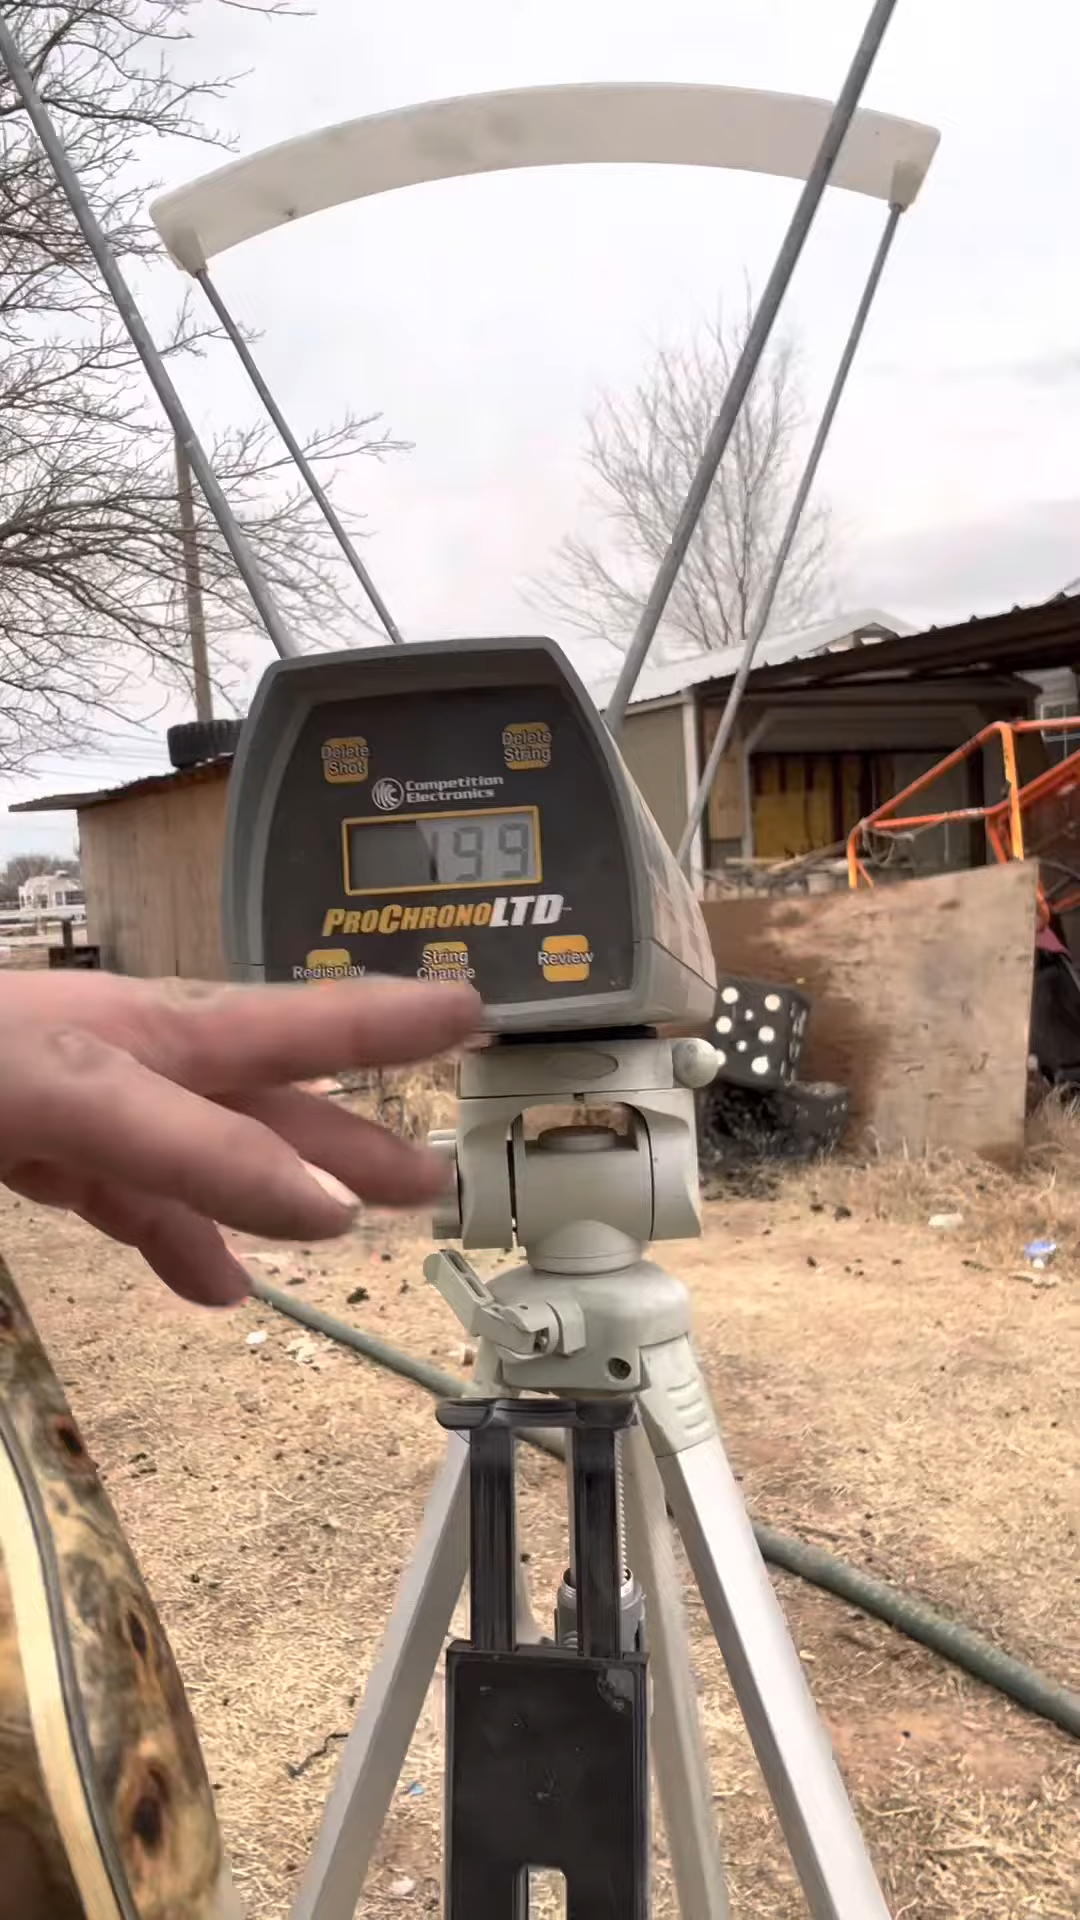 Delete
Shot
Delete
String
Competition
Electronics
199
PROCHRONO LTD
Redisplay
String
Change
Review